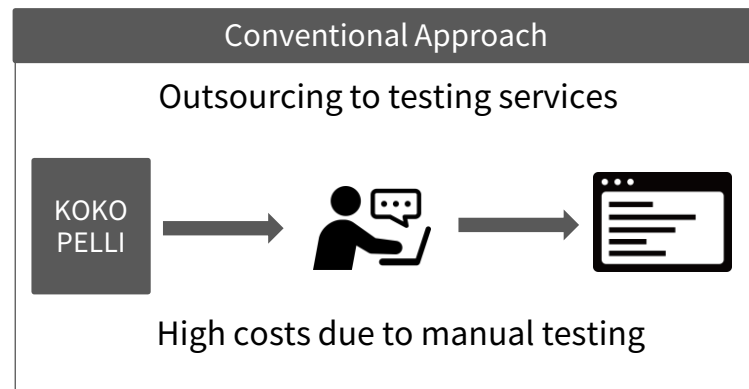 Conventional Approach
Outsourcing to testing services
KOKO
PELLI
High costs due to manual testing